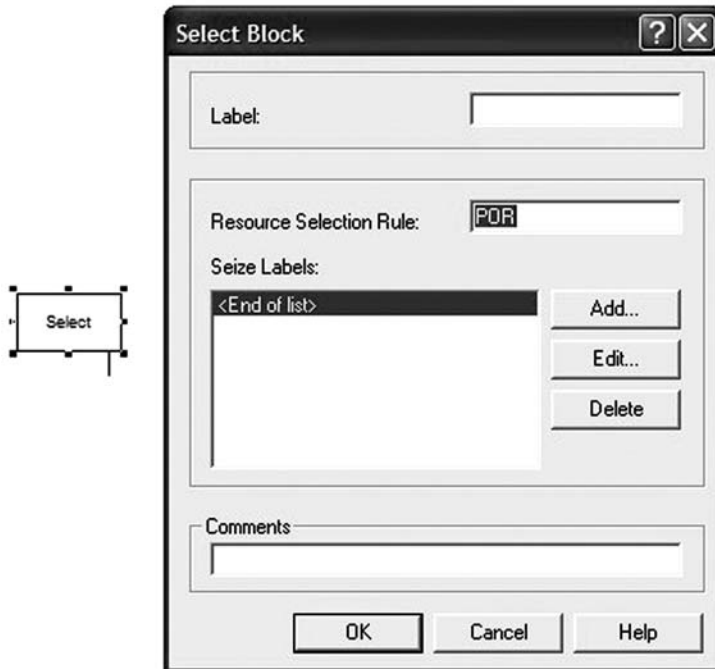 Select Block
Label:
Resource Selection Rule: POR
Seize Labels:
<End of list>
Add...
Edit...
Delete
Select
Comments
OK Cancel Help